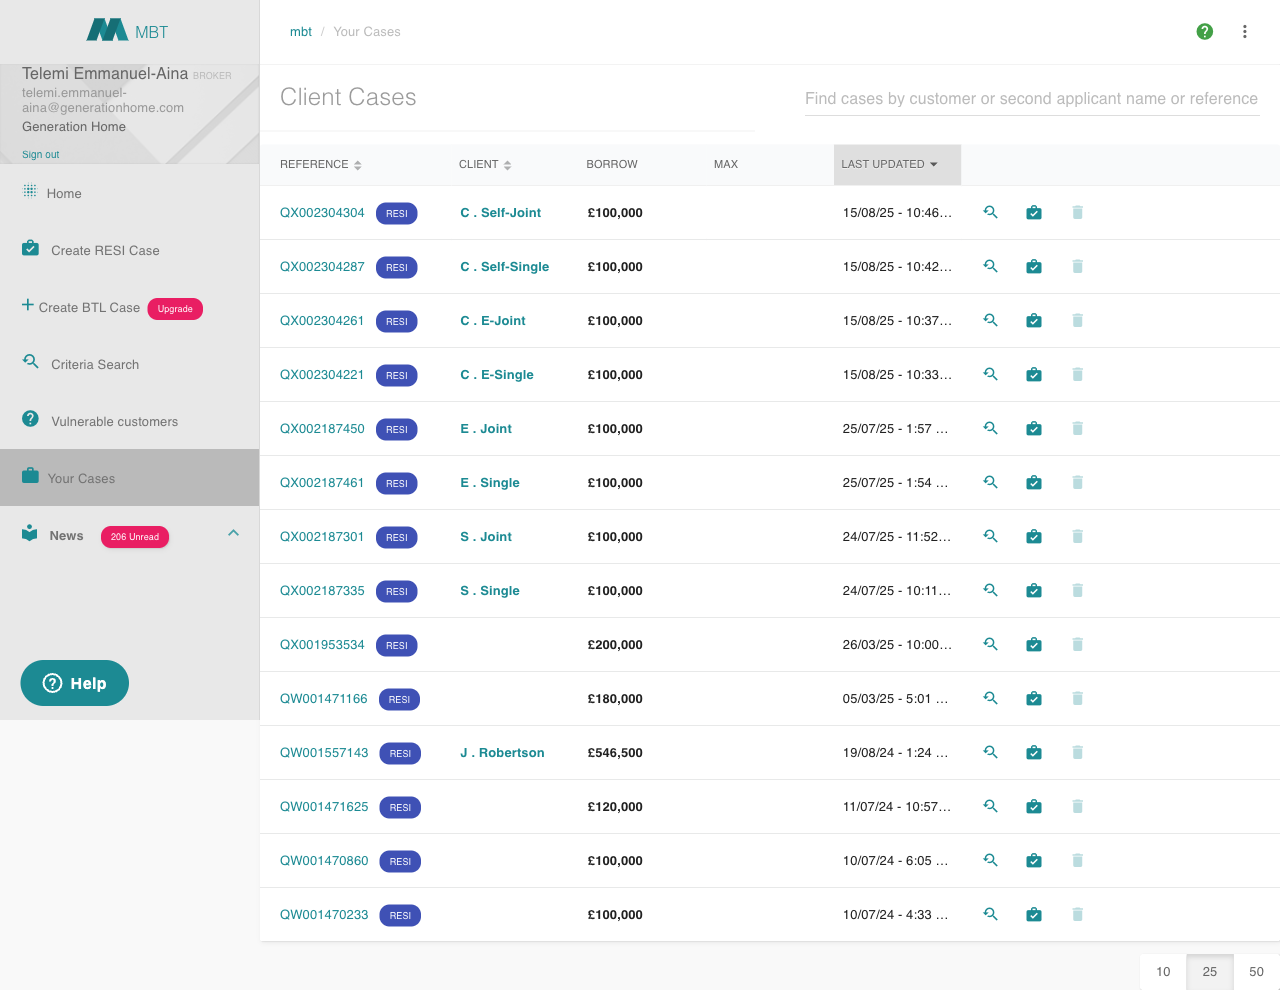 MBT
mbt / Your Cases
Telemi Emmanuel-Aina BROKER
telemi.emmanuel-
aina@generationhome.com
Generation Home
Sign out
Home
Create RESI Case
Create BTL Case Upgrade
Criteria Search
Vulnerable customers
Your Cases
News 206 Unread
Help
Client Cases
Find cases by customer or second applicant name or reference
REFERENCE CLIENT BORROW MAX LAST UPDATED
QX002304304 RESI C . Self-Joint £100,000 15/08/25 - 10:46...
QX002304287 RESI C . Self-Single £100,000 15/08/25 - 10:42...
QX002304261 RESI C . E-Joint £100,000 15/08/25 - 10:37...
QX002304221 RESI C . E-Single £100,000 15/08/25 - 10:33...
QX002187450 RESI E . Joint £100,000 25/07/25 - 1:57 ...
QX002187461 RESI E . Single £100,000 25/07/25 - 1:54 ...
QX002187301 RESI S . Joint £100,000 24/07/25 - 11:52...
QX002187335 RESI S . Single £100,000 24/07/25 - 10:11...
QX001953534 RESI £200,000 26/03/25 - 10:00...
QW001471166 RESI £180,000 05/03/25 - 5:01 ...
QW001557143 RESI J . Robertson £546,500 19/08/24 - 1:24 ...
QW001471625 RESI £120,000 11/07/24 - 10:57...
QW001470860 RESI £100,000 10/07/24 - 6:05 ...
QW001470233 RESI £100,000 10/07/24 - 4:33 ...
10 25 50